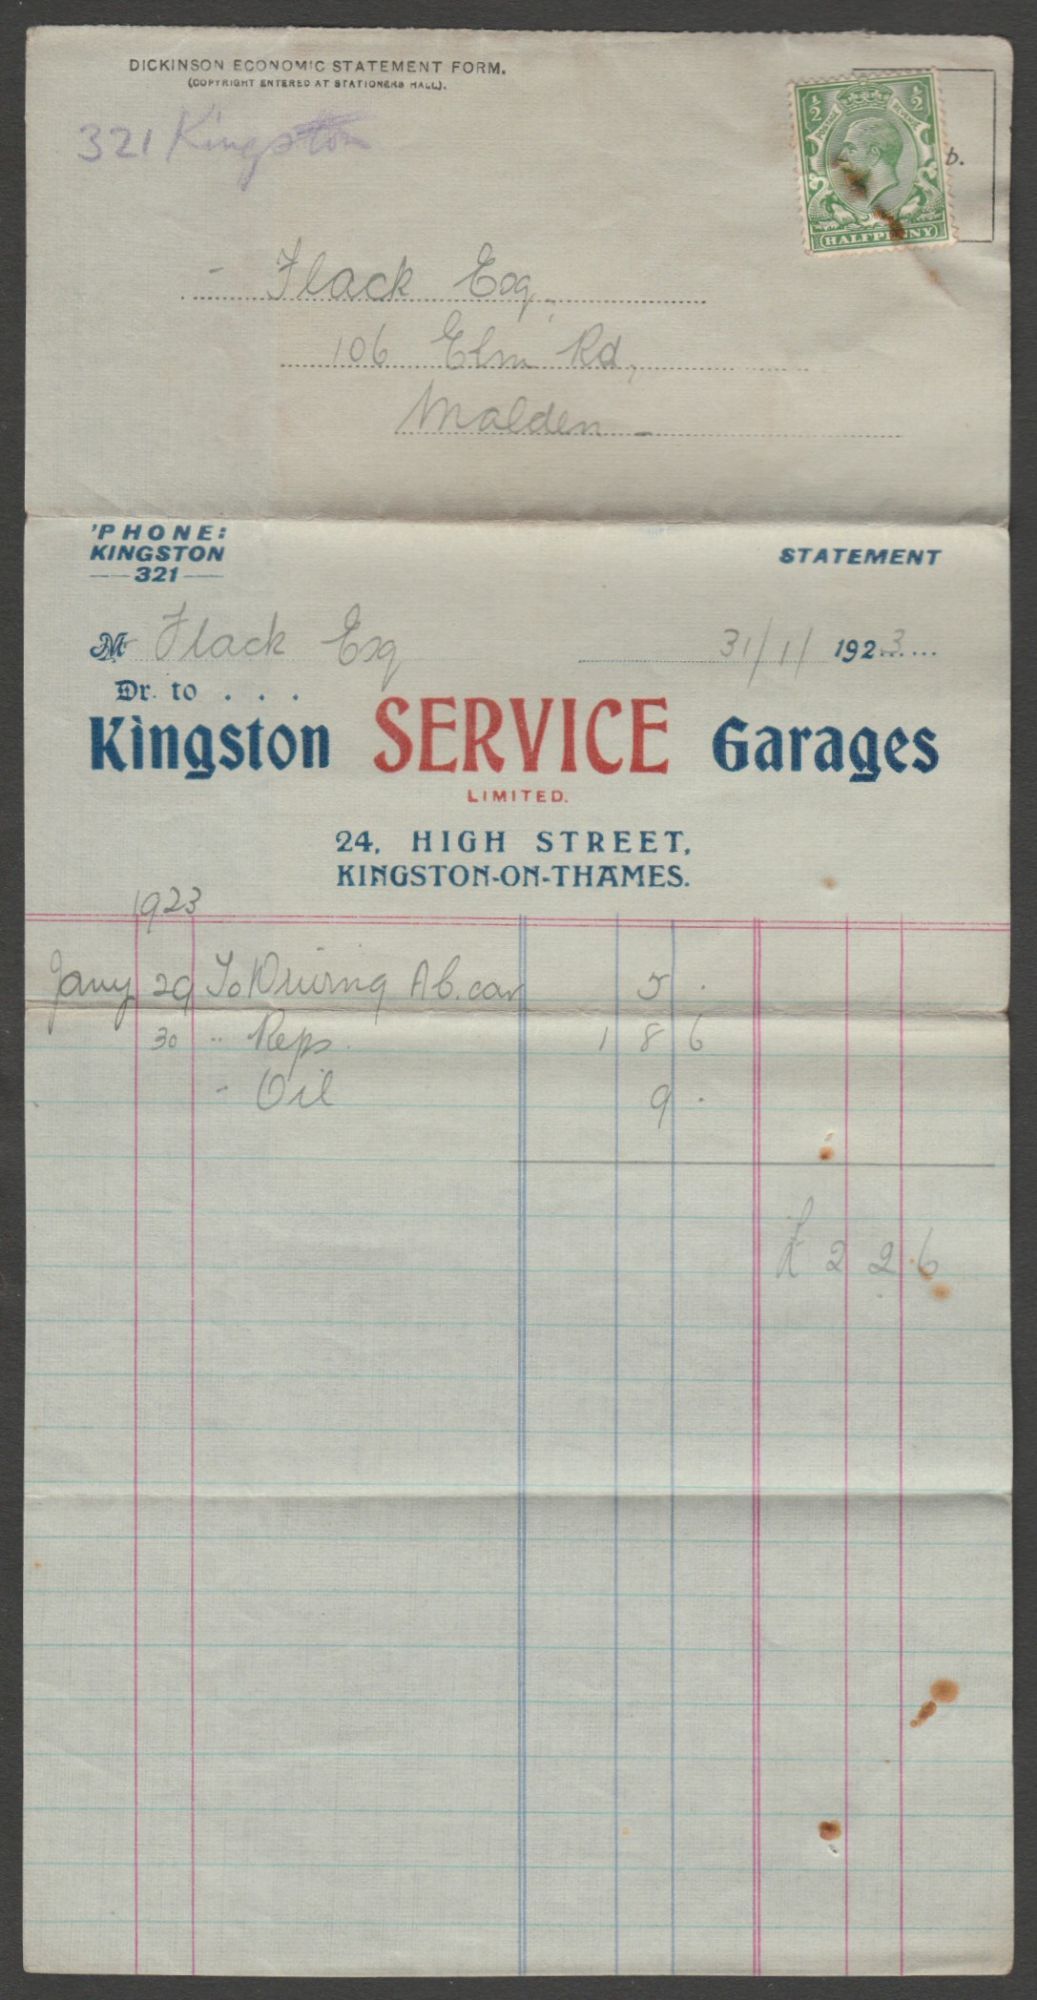 DICKINSON ECONOMIC STATEMENT FORM.
(COPYRIGHT ENTERED AT STATIONERS HALL).
321 Kingston
½ POSTAGE REVENUE ½
HALFPENNY
b.
- Flack Esq,
106 Elm Rd,
Malden -
'PHONE:
KINGSTON
321
STATEMENT
M Flack Esq 31/1/ 1923
Dr. to . . .
Kingston SERVICE Garages
LIMITED.
24, HIGH STREET,
KINGSTON-ON-THAMES.
1923
Jany 29 To Driving Ab. car 5 .
30 .. Reps. 1 8 6
- Oil 9 .
£ 2 2 6